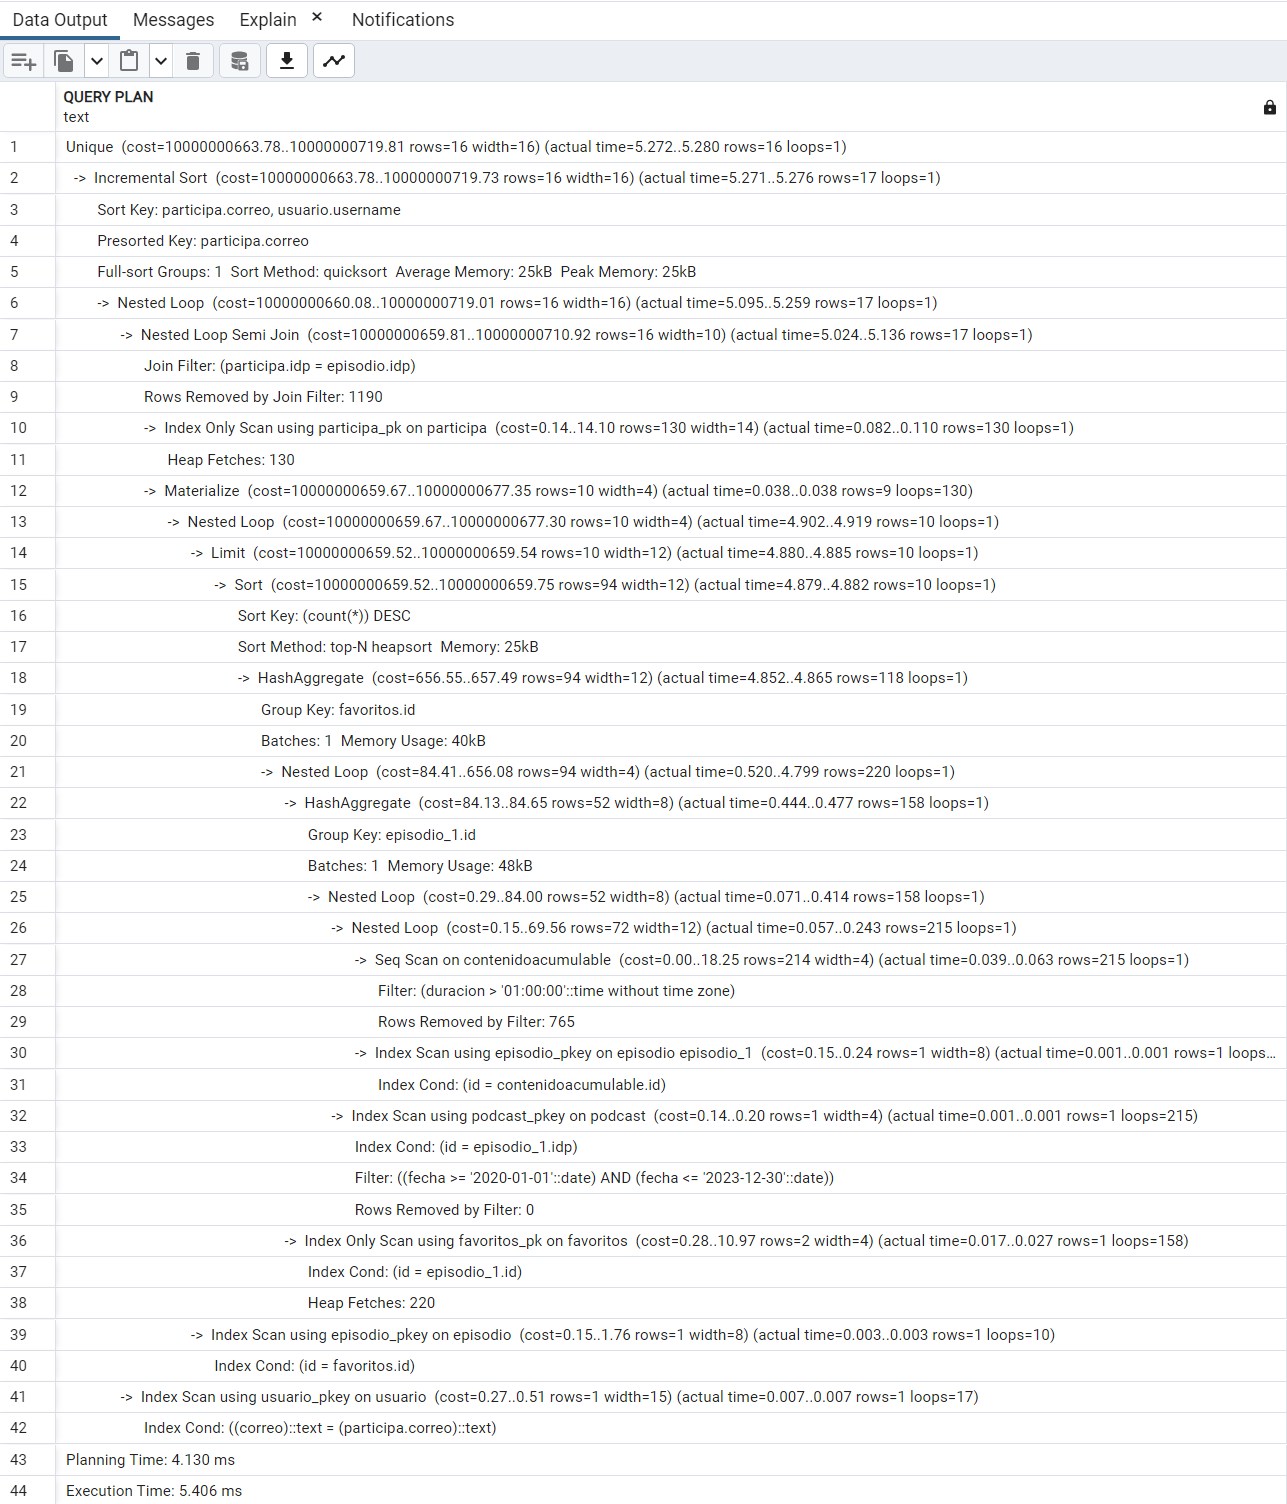 Data Output Messages Explain × Notifications
QUERY PLAN
text
1 Unique (cost=10000000663.78..10000000719.81 rows=16 width=16) (actual time=5.272..5.280 rows=16 loops=1)
2 -> Incremental Sort (cost=10000000663.78..10000000719.73 rows=16 width=16) (actual time=5.271..5.276 rows=17 loops=1)
3 Sort Key: participa.correo, usuario.username
4 Presorted Key: participa.correo
5 Full-sort Groups: 1 Sort Method: quicksort Average Memory: 25kB Peak Memory: 25kB
6 -> Nested Loop (cost=10000000660.08..10000000719.01 rows=16 width=16) (actual time=5.095..5.259 rows=17 loops=1)
7 -> Nested Loop Semi Join (cost=10000000659.81..10000000710.92 rows=16 width=10) (actual time=5.024..5.136 rows=17 loops=1)
8 Join Filter: (participa.idp = episodio.idp)
9 Rows Removed by Join Filter: 1190
10 -> Index Only Scan using participa_pk on participa (cost=0.14..14.10 rows=130 width=14) (actual time=0.082..0.110 rows=130 loops=1)
11 Heap Fetches: 130
12 -> Materialize (cost=10000000659.67..10000000677.35 rows=10 width=4) (actual time=0.038..0.038 rows=9 loops=130)
13 -> Nested Loop (cost=10000000659.67..10000000677.30 rows=10 width=4) (actual time=4.902..4.919 rows=10 loops=1)
14 -> Limit (cost=10000000659.52..10000000659.54 rows=10 width=12) (actual time=4.880..4.885 rows=10 loops=1)
15 -> Sort (cost=10000000659.52..10000000659.75 rows=94 width=12) (actual time=4.879..4.882 rows=10 loops=1)
16 Sort Key: (count(*)) DESC
17 Sort Method: top-N heapsort Memory: 25kB
18 -> HashAggregate (cost=656.55..657.49 rows=94 width=12) (actual time=4.852..4.865 rows=118 loops=1)
19 Group Key: favoritos.id
20 Batches: 1 Memory Usage: 40kB
21 -> Nested Loop (cost=84.41..656.08 rows=94 width=4) (actual time=0.520..4.799 rows=220 loops=1)
22 -> HashAggregate (cost=84.13..84.65 rows=52 width=8) (actual time=0.444..0.477 rows=158 loops=1)
23 Group Key: episodio_1.id
24 Batches: 1 Memory Usage: 48kB
25 -> Nested Loop (cost=0.29..84.00 rows=52 width=8) (actual time=0.071..0.414 rows=158 loops=1)
26 -> Nested Loop (cost=0.15..69.56 rows=72 width=12) (actual time=0.057..0.243 rows=215 loops=1)
27 -> Seq Scan on contenidoacumulable (cost=0.00..18.25 rows=214 width=4) (actual time=0.039..0.063 rows=215 loops=1)
28 Filter: (duracion > '01:00:00'::time without time zone)
29 Rows Removed by Filter: 765
30 -> Index Scan using episodio_pkey on episodio episodio_1 (cost=0.15..0.24 rows=1 width=8) (actual time=0.001..0.001 rows=1 loops...
31 Index Cond: (id = contenidoacumulable.id)
32 -> Index Scan using podcast_pkey on podcast (cost=0.14..0.20 rows=1 width=4) (actual time=0.001..0.001 rows=1 loops=215)
33 Index Cond: (id = episodio_1.idp)
34 Filter: ((fecha >= '2020-01-01'::date) AND (fecha <= '2023-12-30'::date))
35 Rows Removed by Filter: 0
36 -> Index Only Scan using favoritos_pk on favoritos (cost=0.28..10.97 rows=2 width=4) (actual time=0.017..0.027 rows=1 loops=158)
37 Index Cond: (id = episodio_1.id)
38 Heap Fetches: 220
39 -> Index Scan using episodio_pkey on episodio (cost=0.15..1.76 rows=1 width=8) (actual time=0.003..0.003 rows=1 loops=10)
40 Index Cond: (id = favoritos.id)
41 -> Index Scan using usuario_pkey on usuario (cost=0.27..0.51 rows=1 width=15) (actual time=0.007..0.007 rows=1 loops=17)
42 Index Cond: ((correo)::text = (participa.correo)::text)
43 Planning Time: 4.130 ms
44 Execution Time: 5.406 ms